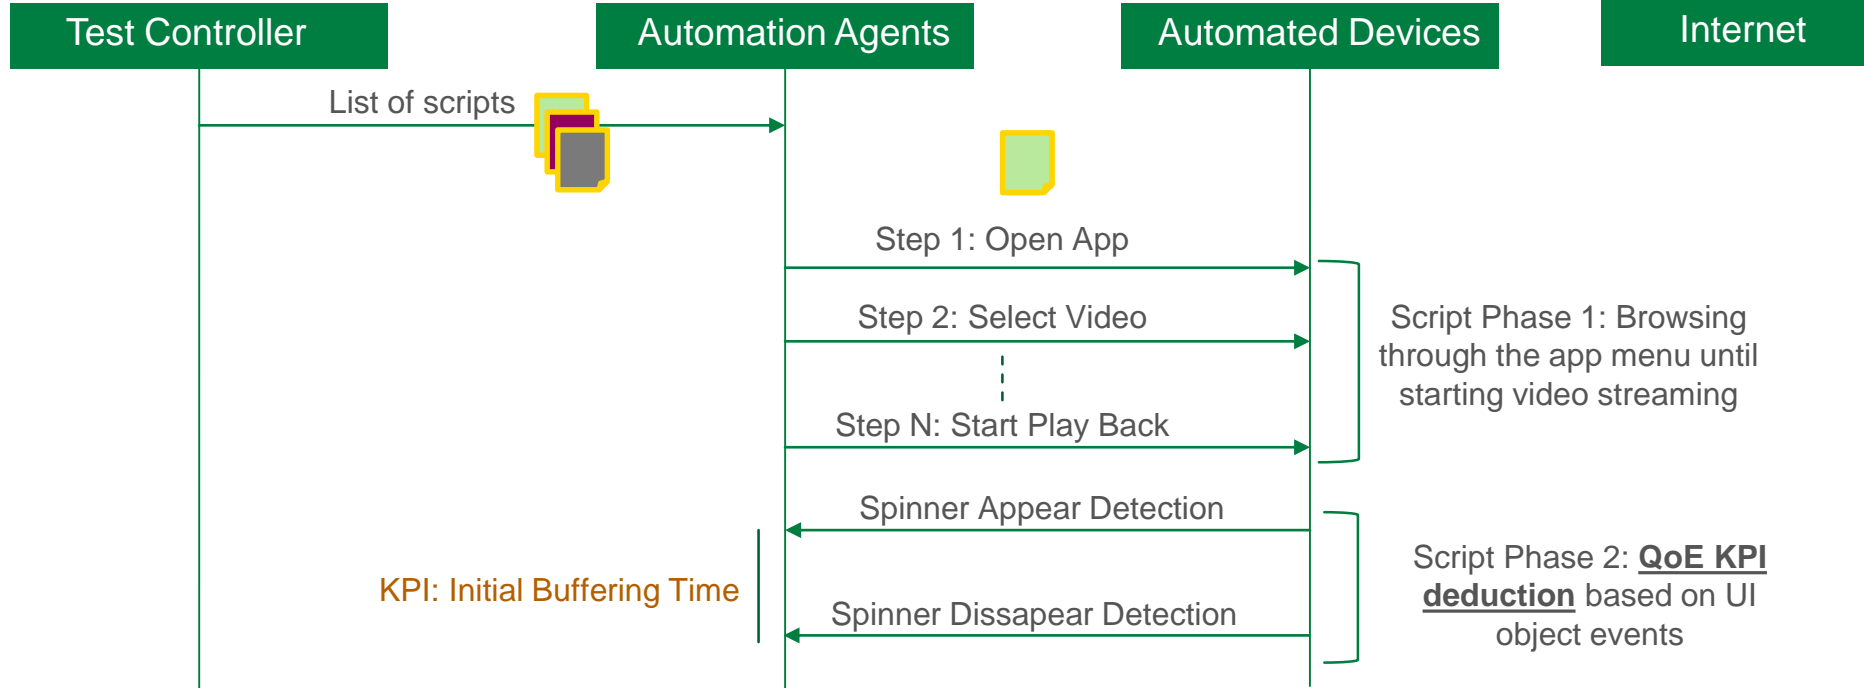 Test Controller
Automation Agents
Automated Devices
Internet
List of scripts
Step 1: Open App
Step 2: Select Video
Step N: Start Play Back
Script Phase 1: Browsing
through the app menu until
starting video streaming
Spinner Appear Detection
KPI: Initial Buffering Time
Spinner Dissapear Detection
Script Phase 2: QoE KPI
deduction based on UI
object events